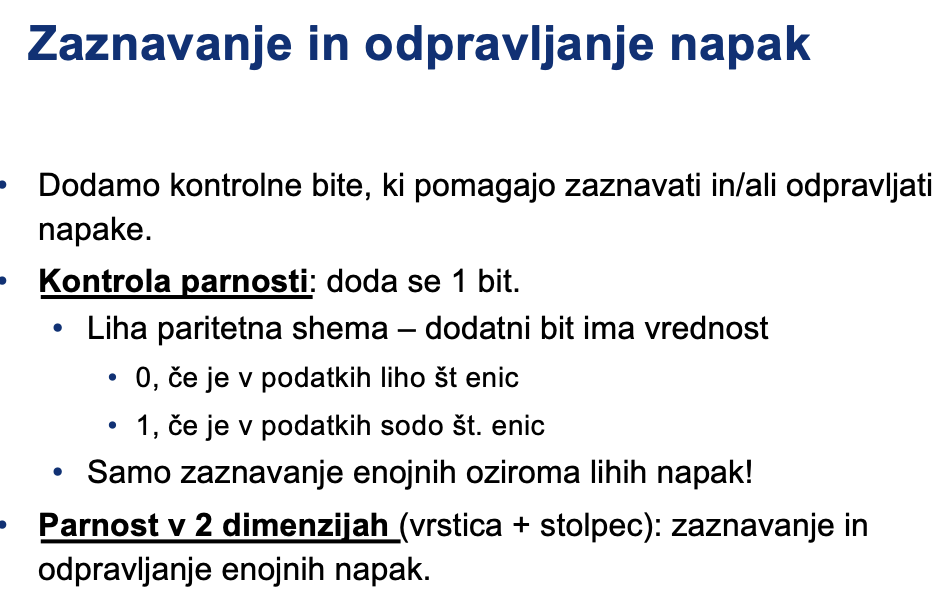 Zaznavanje in odpravljanje napak
• Dodamo kontrolne bite, ki pomagajo zaznavati in/ali odpravljati
napake.
• Kontrola parnosti: doda se 1 bit.
• Liha paritetna shema – dodatni bit ima vrednost
• 0, če je v podatkih liho št enic
• 1, če je v podatkih sodo št. enic
• Samo zaznavanje enojnih oziroma lihih napak!
• Parnost v 2 dimenzijah (vrstica + stolpec): zaznavanje in
odpravljanje enojnih napak.